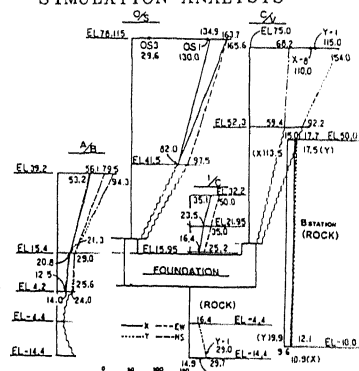 SIMULATION ANALYSIS
O/S
C/V
EL78.115
OS3
29.6
134.9
OS1
130.0
163.7
165.6
EL75.0
68.2
Y-1
115.0
X-8
110.0
154.0
EL52.3
59.4
92.2
15.0
17.7
EL50.0
17.5(Y)
(X)113.5
82.0
EL41.5
97.5
A/B
EL39.2
56.1
79.5
53.2
94.3
EL32.2
35.1
50.0
23.5
EL21.95
35.0
16.4
25.2
EL15.4
21.3
20.8
29.0
EL15.95
B STATION
(ROCK)
FOUNDATION
12.5
25.6
EL4.2
14.0
24.0
(ROCK)
EL-4.4
16.4
EL-4.4
X
EW
Y
NS
Y-1
29.0
(Y)19.9
12.1
EL-10.0
9.6
10.9(X)
EL-14.4
14.9
29.7
EL-14.4
0
50